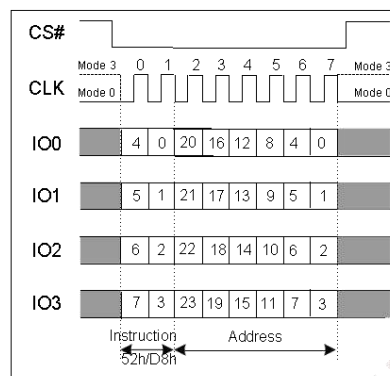 CS#
Mode 3 0 1 2 3 4 5 6 7 Mode 3
CLK Mode 0 Mode 0
IO0 4 0 20 16 12 8 4 0
IO1 5 1 21 17 13 9 5 1
IO2 6 2 22 18 14 10 6 2
IO3 7 3 23 19 15 11 7 3
Instruction Address
52h/D8h